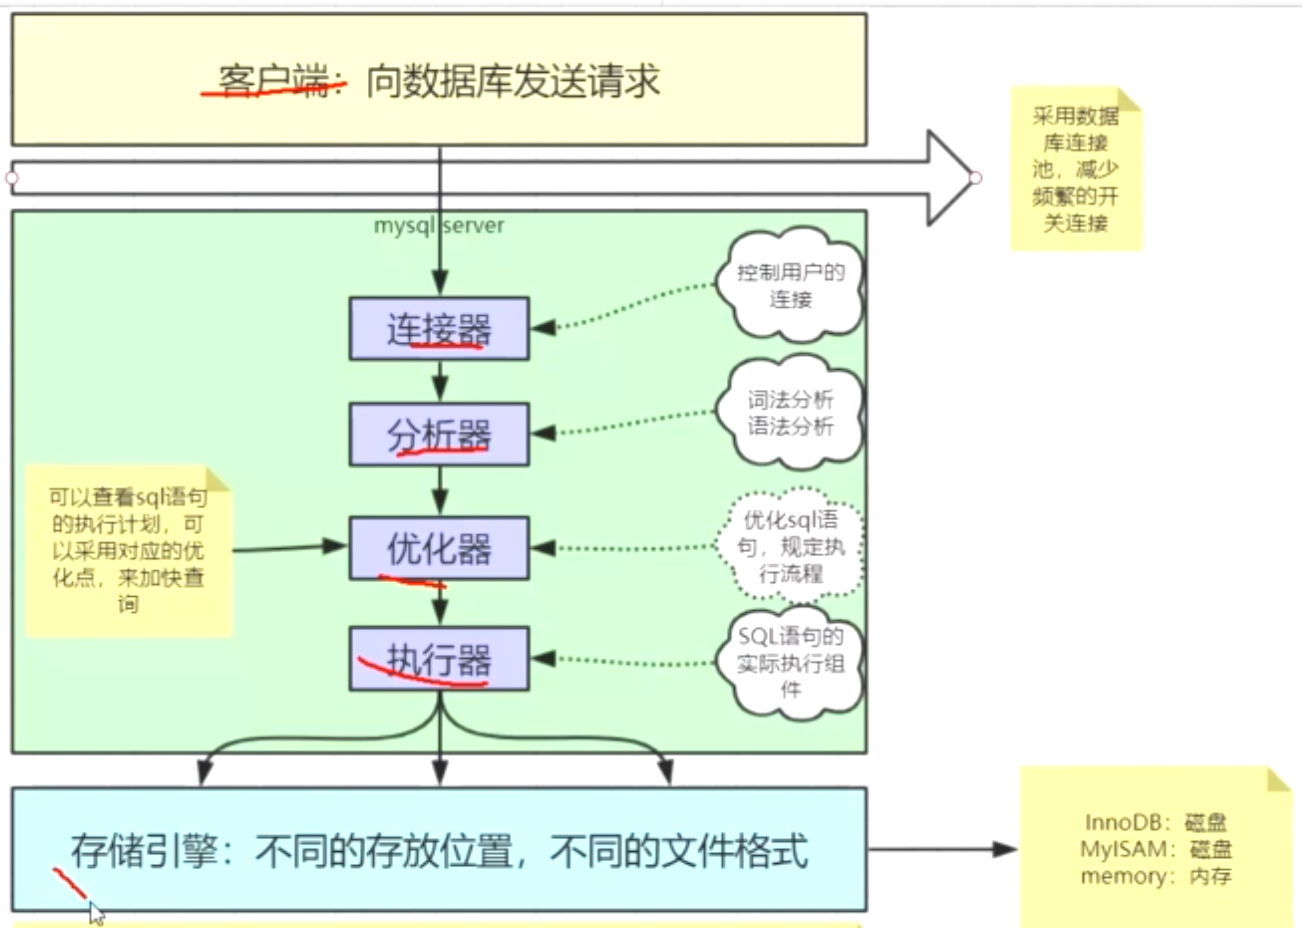 客户端：向数据库发送请求
采用数据
库连接
池，减少
频繁的开
关连接
mysql server
控制用户的
连接
连接器
词法分析
语法分析
分析器
可以查看sql语句
的执行计划，可
以采用对应的优
化点，来加快查
询
优化sql语
句，规定执
行流程
优化器
SQL语句的
实际执行组
件
执行器
存储引擎：不同的存放位置，不同的文件格式
InnoDB：磁盘
MyISAM：磁盘
memory：内存